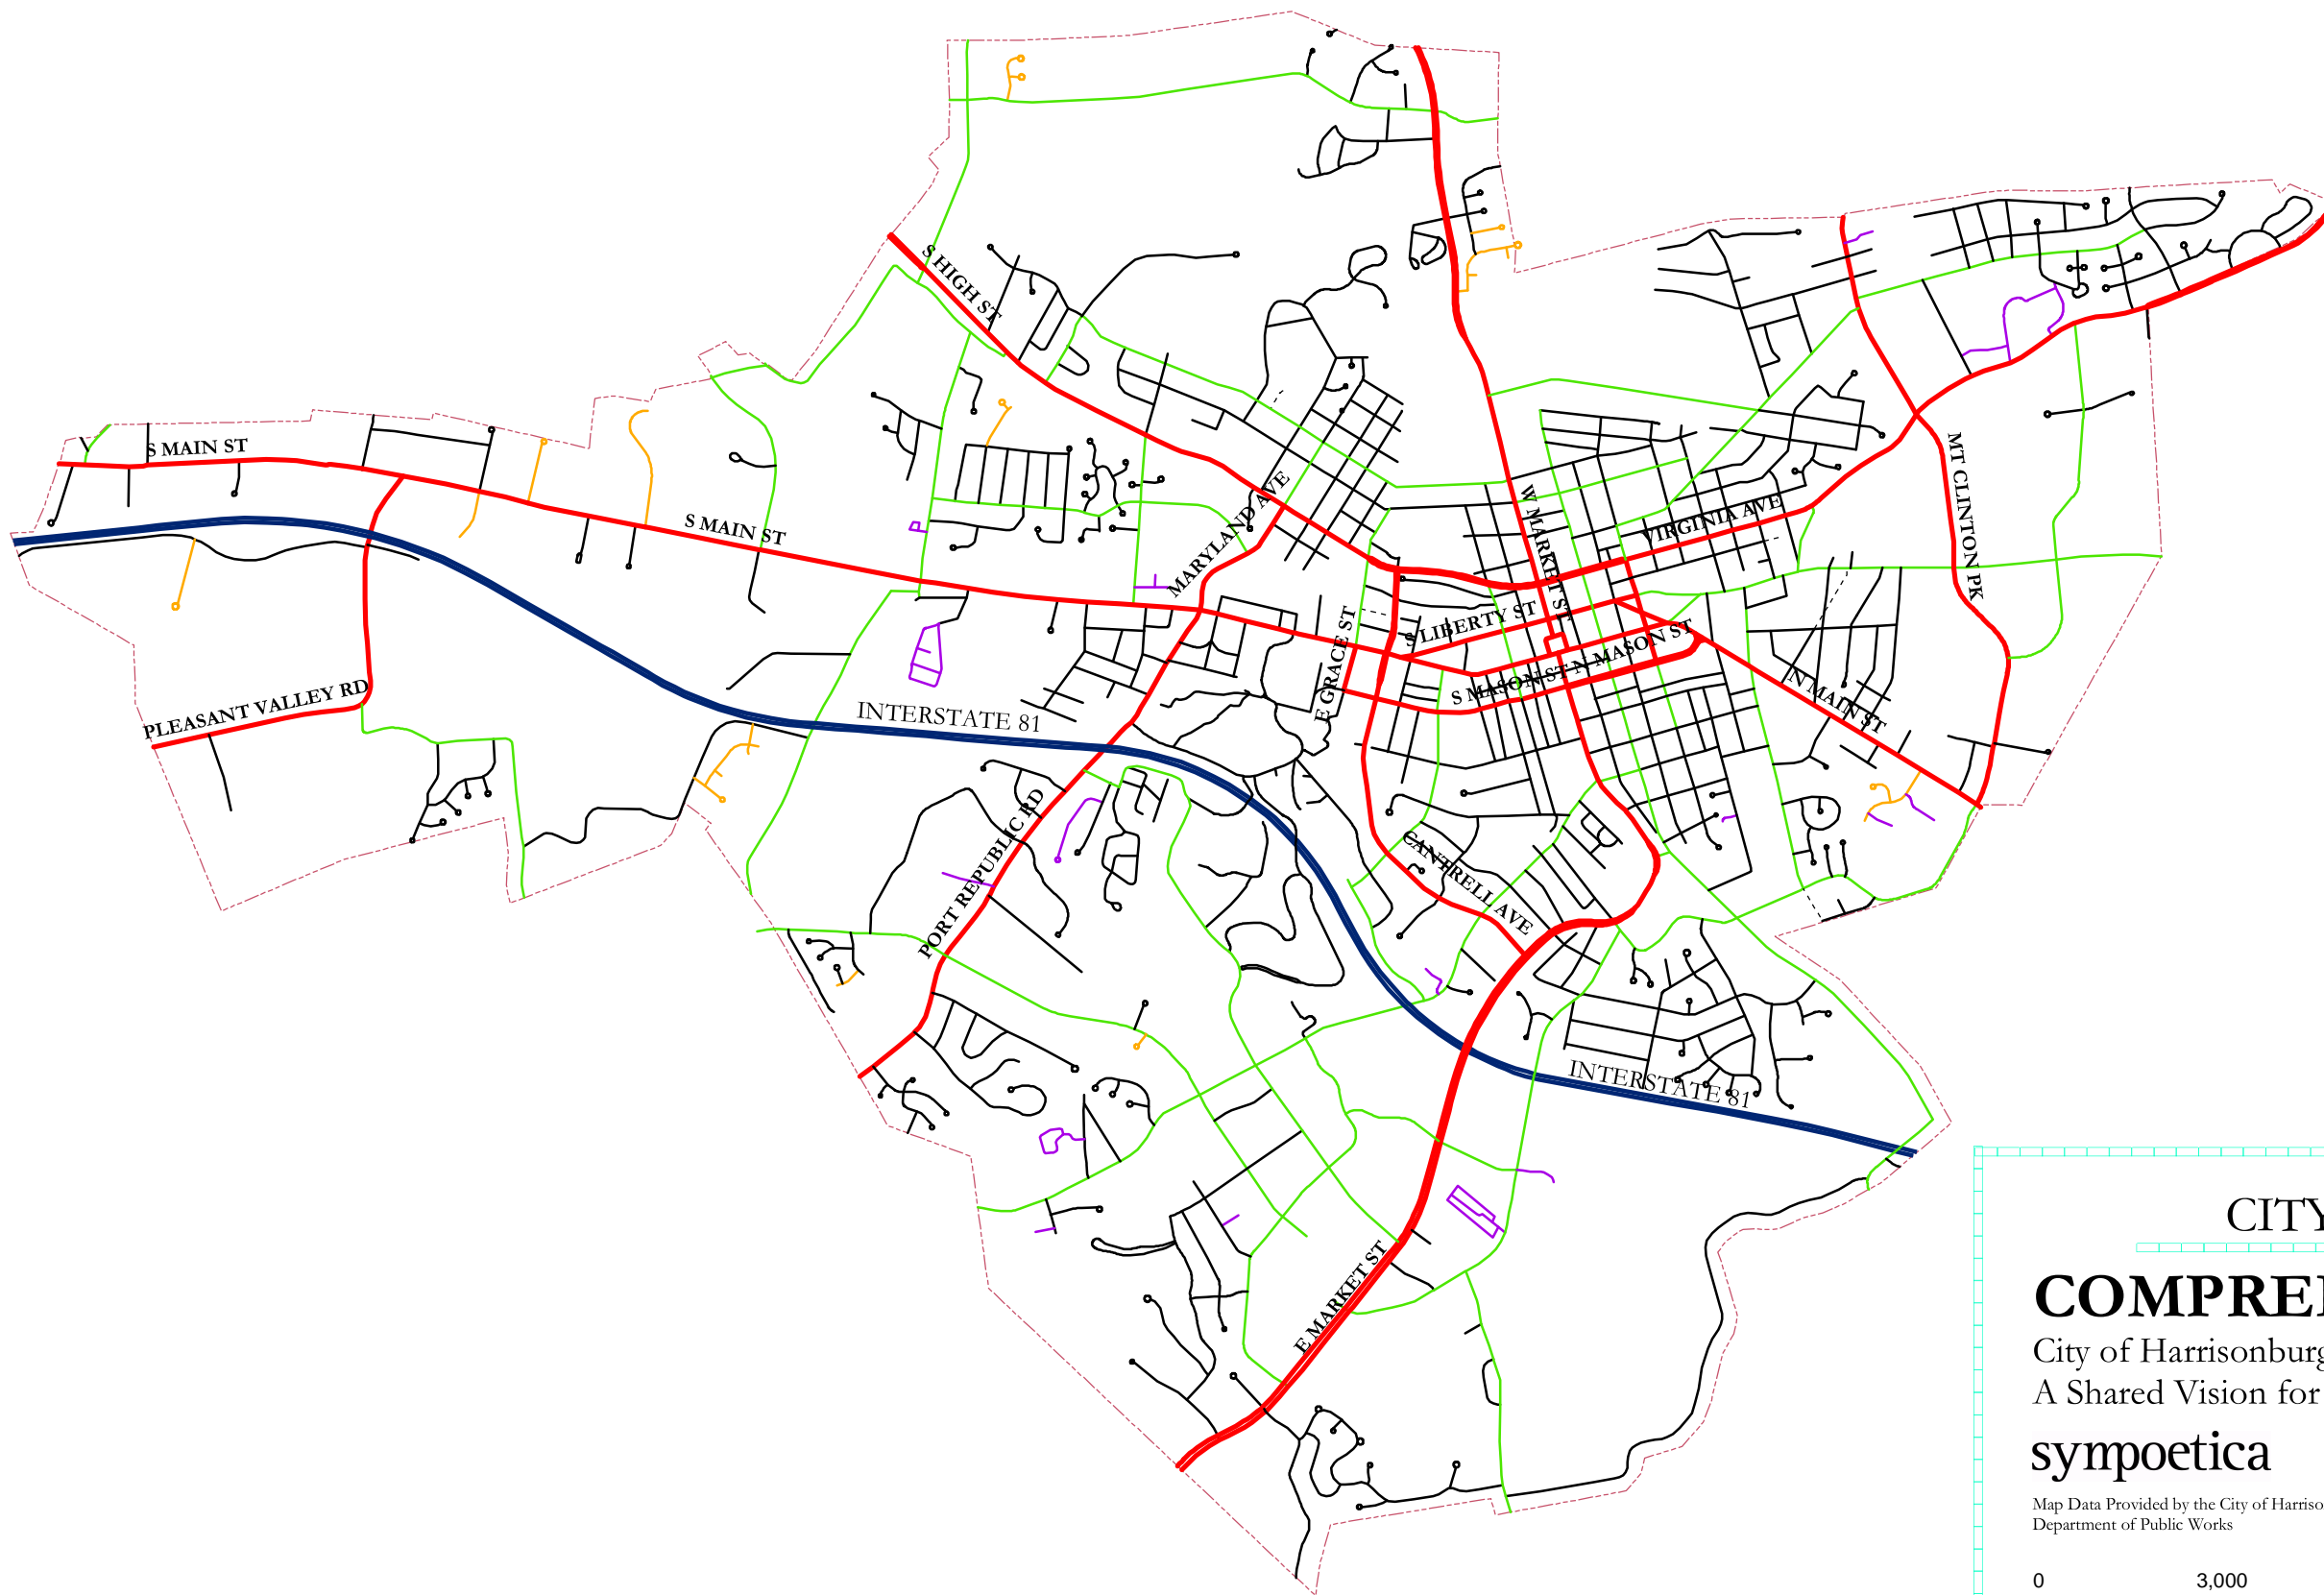 S HIGH ST
S MAIN ST
MT CLINTON PK
MARYLAND AVE
W MARKET ST
VIRGINIA AVE
S MAIN ST
S LIBERTY ST
E GRACE ST
S MASON ST
N MASON ST
PLEASANT VALLEY RD
N MAIN ST
INTERSTATE 81
PORT REPUBLIC RD
CANTRELL AVE
INTERSTATE 81
E MARKET ST
CITY
COMPRE
City of Harrisonburg
A Shared Vision for
sympoetica
Map Data Provided by the City of Harriso
Department of Public Works
0 3,000